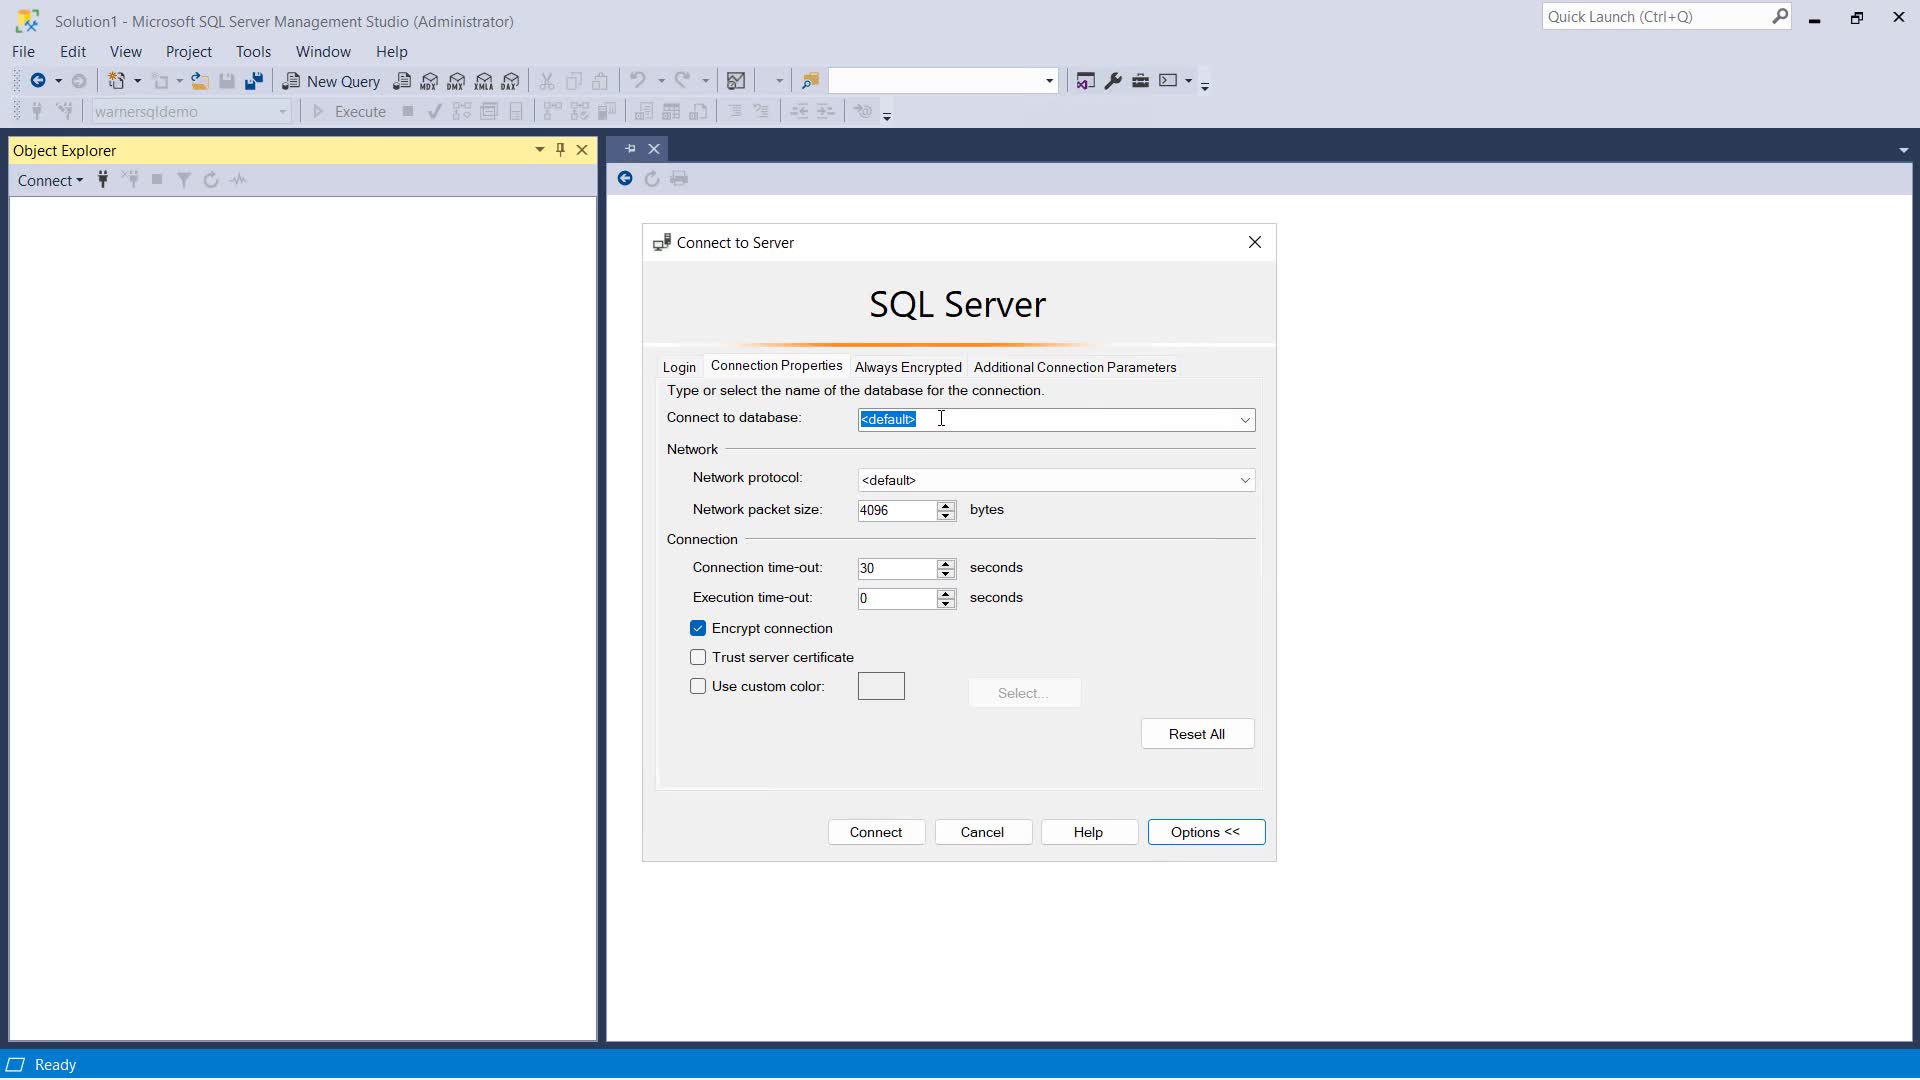 Solution1 - Microsoft SQL Server Management Studio (Administrator)
Quick Launch (Ctrl+Q)
File Edit View Project Tools Window Help
New Query MDX DMX XMLA DAX
warnersqldemo Execute
Object Explorer
Connect
Connect to Server
SQL Server
Login Connection Properties Always Encrypted Additional Connection Parameters
Type or select the name of the database for the connection.
Connect to database: <default>
Network
Network protocol: <default>
Network packet size: 4096 bytes
Connection
Connection time-out: 30 seconds
Execution time-out: 0 seconds
Encrypt connection
Trust server certificate
Use custom color: Select...
Reset All
Connect Cancel Help Options <<
Ready